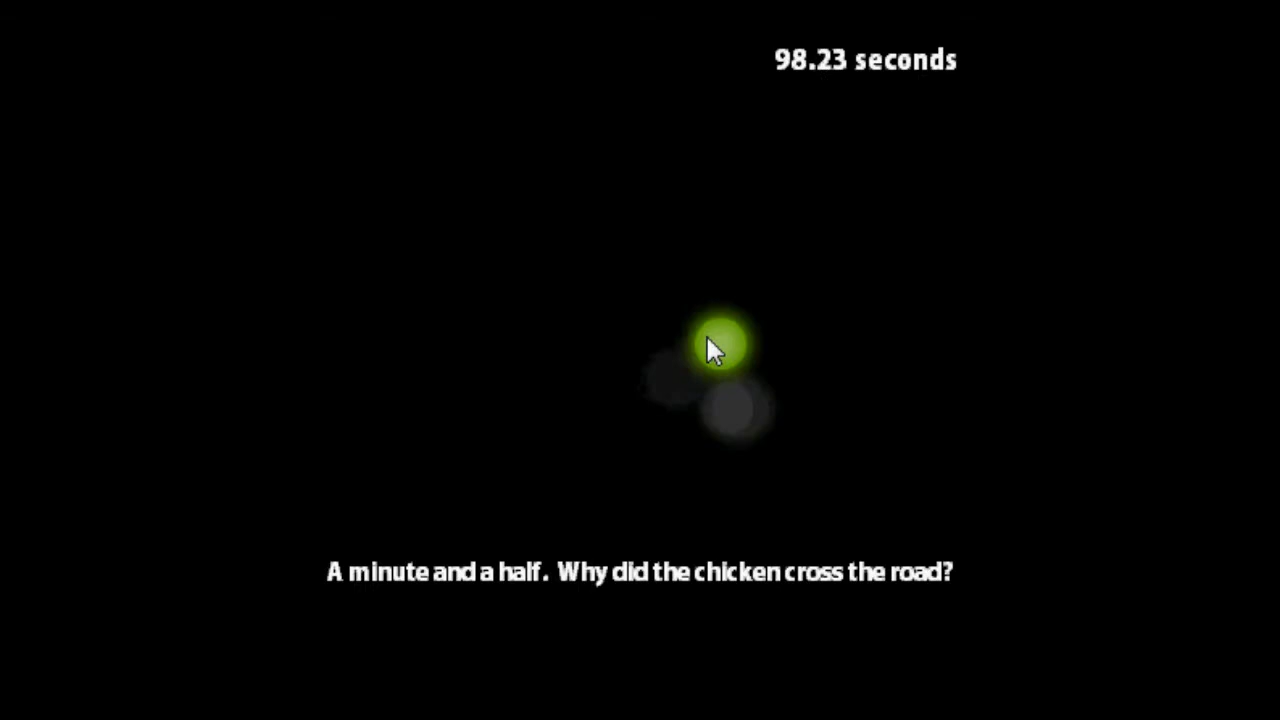 98.23 seconds
A minute and a half. Why did the chicken cross the road?